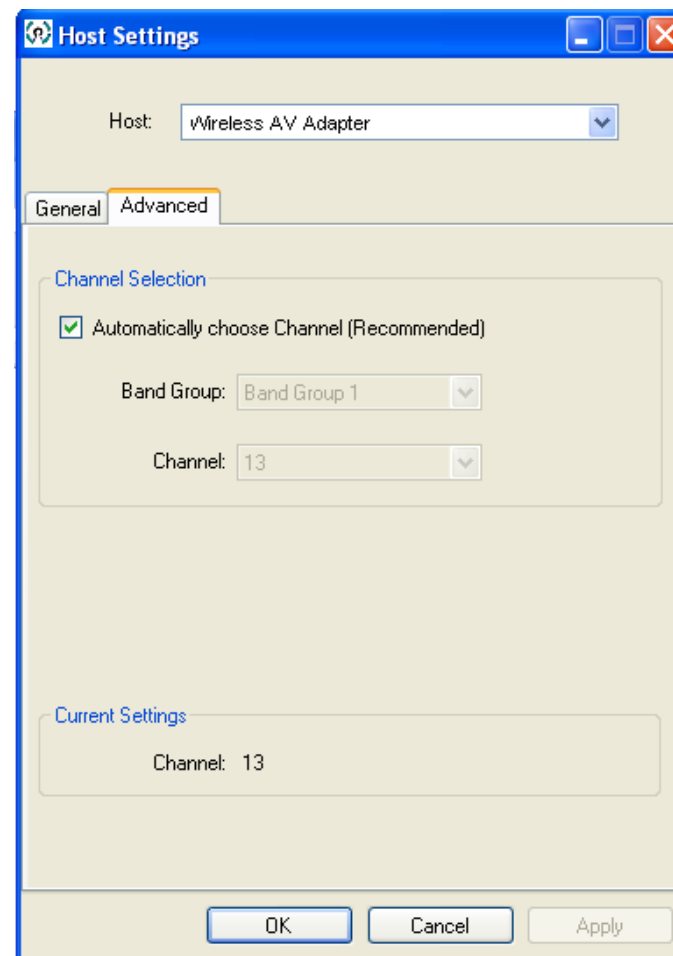 Host Settings
Host: Wireless AV Adapter
General Advanced
Channel Selection
Automatically choose Channel (Recommended)
Band Group: Band Group 1
Channel: 13
Current Settings
Channel: 13
OK Cancel Apply